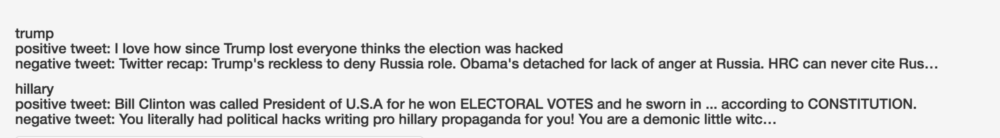 trump
positive tweet: I love how since Trump lost everyone thinks the election was hacked
negative tweet: Twitter recap: Trump's reckless to deny Russia role. Obama's detached for lack of anger at Russia. HRC can never cite Rus...
hillary
positive tweet: Bill Clinton was called President of U.S.A for he won ELECTORAL VOTES and he sworn in ... according to CONSTITUTION.
negative tweet: You literally had political hacks writing pro hillary propaganda for you! You are a demonic little witc...